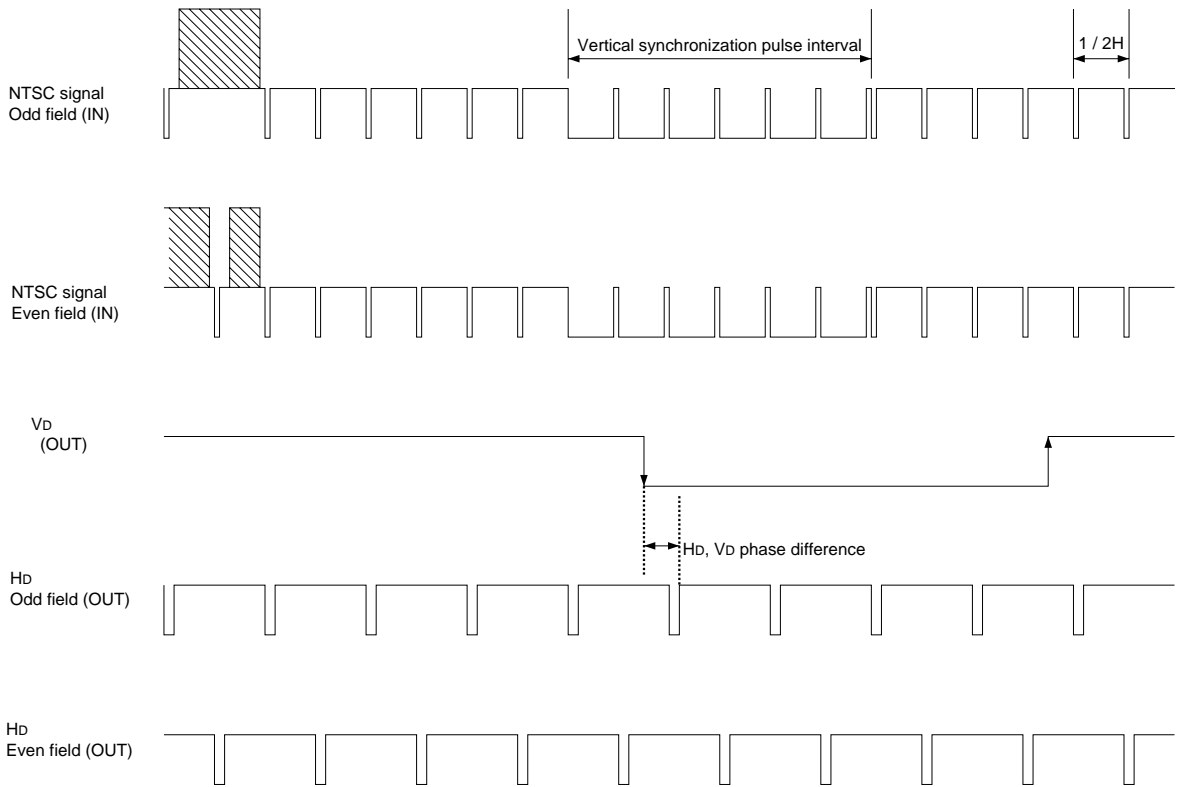 Vertical synchronization pulse interval
1 / 2H
NTSC signal
Odd field (IN)
NTSC signal
Even field (IN)
VD
(OUT)
HD, VD phase difference
HD
Odd field (OUT)
HD
Even field (OUT)